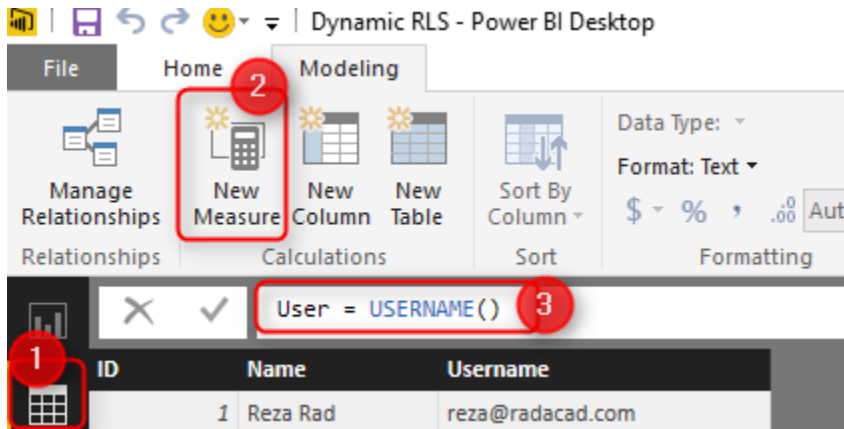 Dynamic RLS - Power BI Desktop
File Home Modeling
2
Manage Relationships
New Measure
New Column
New Table
Sort By Column
Data Type:
Format: Text
$ % , .00 Aut
Relationships Calculations Sort Formatting
User = USERNAME() 3
1
ID Name Username
1 Reza Rad reza@radacad.com